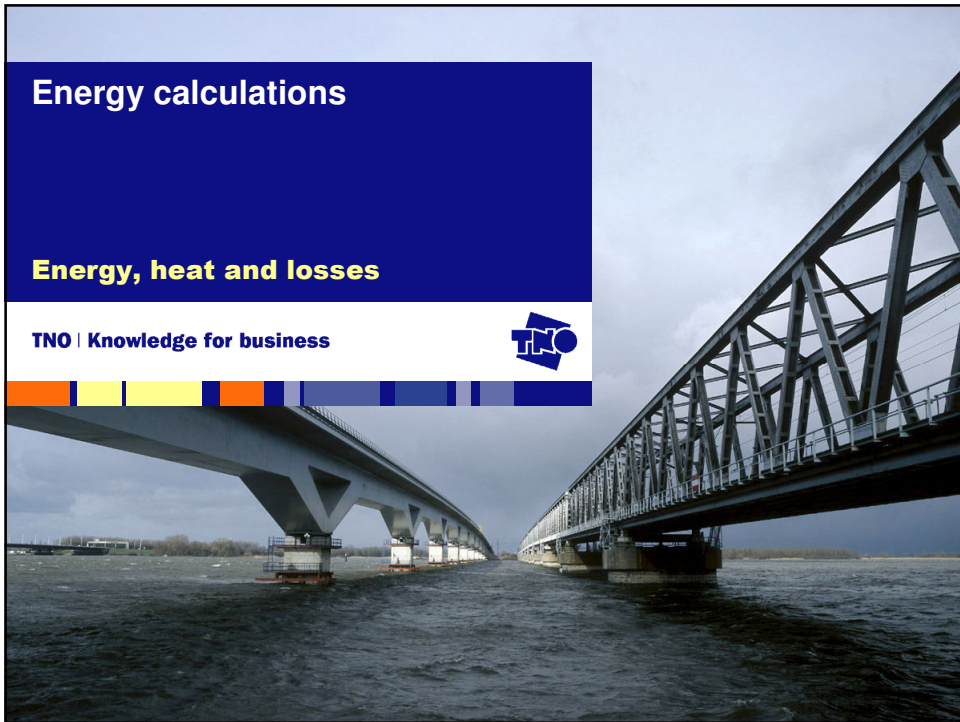 Energy calculations
Energy, heat and losses
TNO | Knowledge for business
TNO